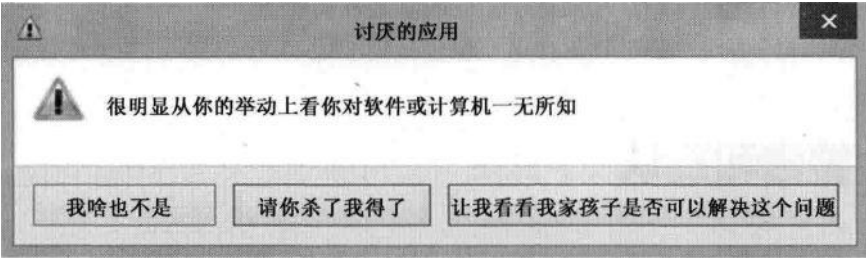 讨厌的应用
很明显从你的举动上看你对软件或计算机一无所知
我啥也不是
请你杀了我得了
让我看看我家孩子是否可以解决这个问题